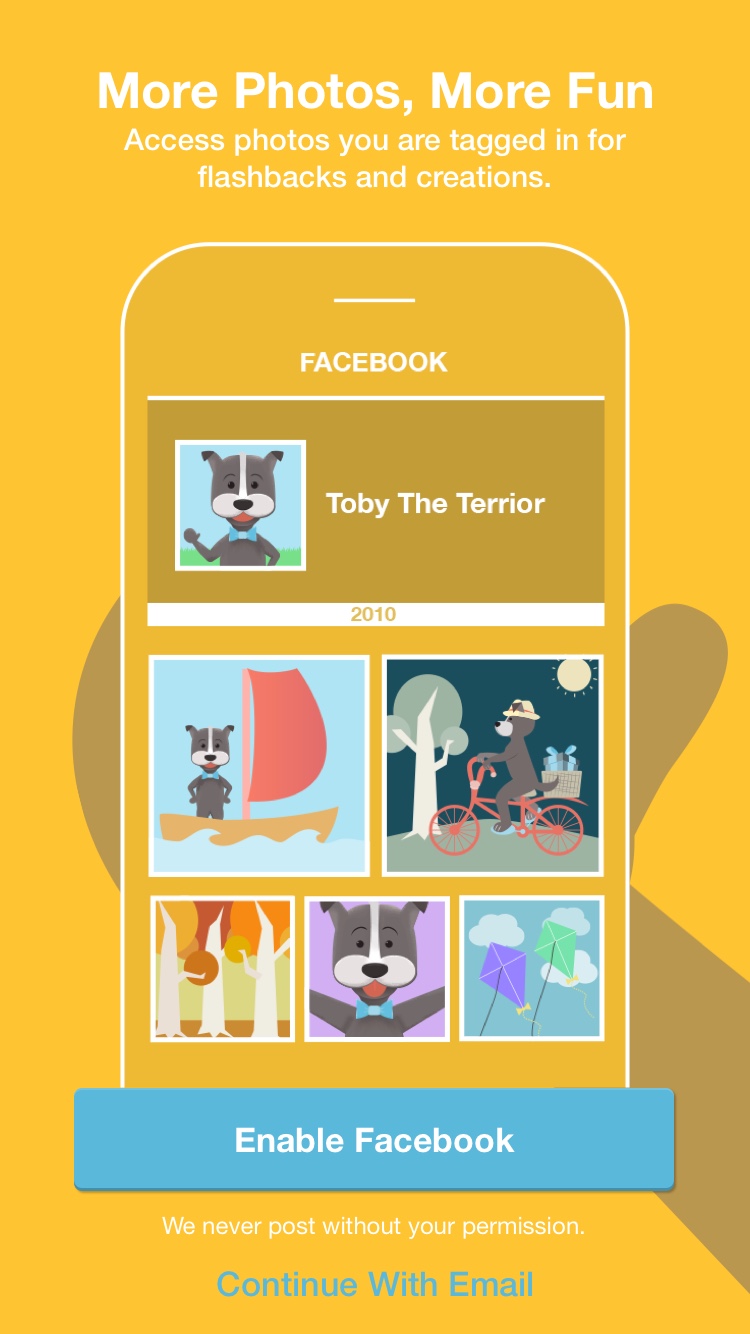 More Photos, More Fun
Access photos you are tagged in for
flashbacks and creations.
FACEBOOK
Toby The Terrior
2010
Enable Facebook
We never post without your permission.
Continue With Email